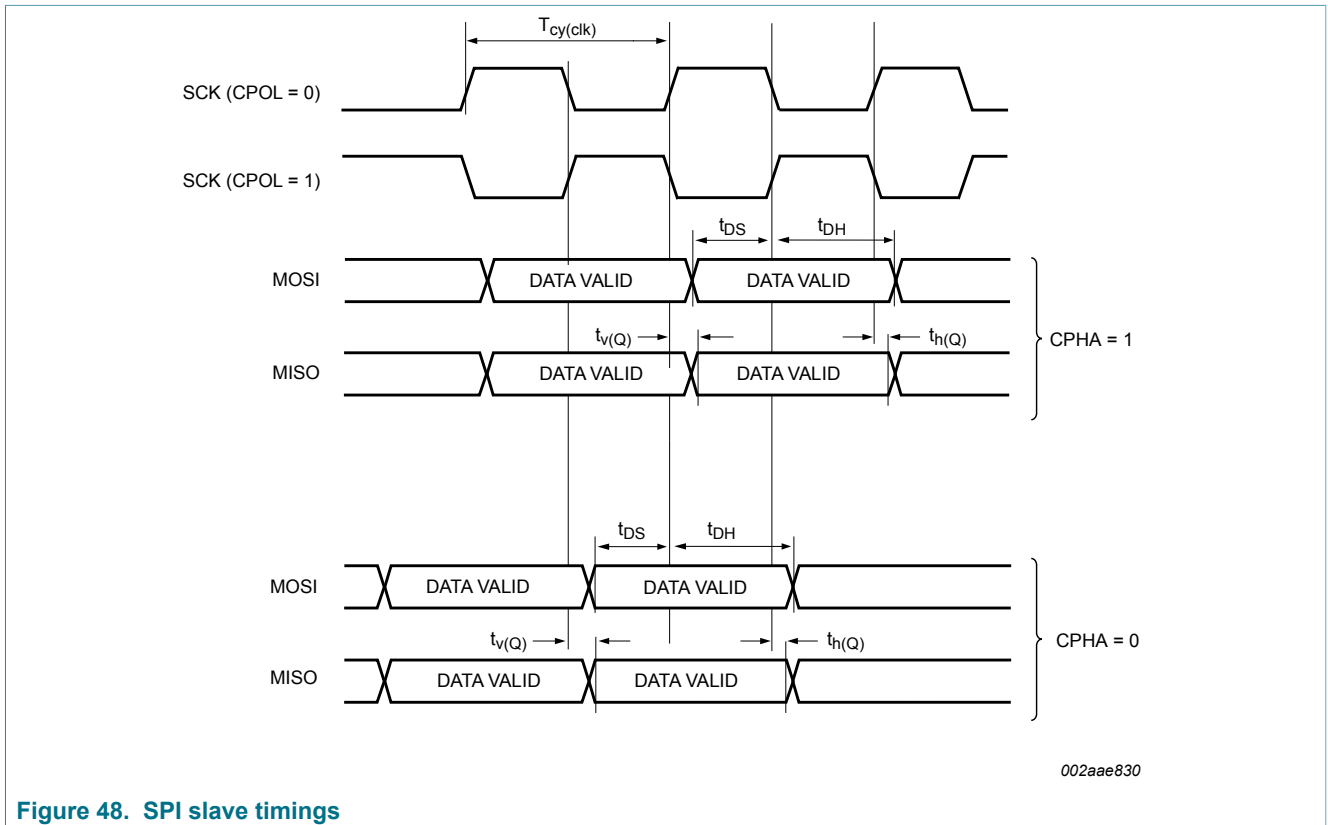 Tcy(clk)
SCK (CPOL = 0)
SCK (CPOL = 1)
tDS tDH
MOSI DATA VALID DATA VALID
tv(Q) th(Q) CPHA = 1
MISO DATA VALID DATA VALID
tDS tDH
MOSI DATA VALID DATA VALID
tv(Q) th(Q) CPHA = 0
MISO DATA VALID DATA VALID
002aae830
Figure 48. SPI slave timings